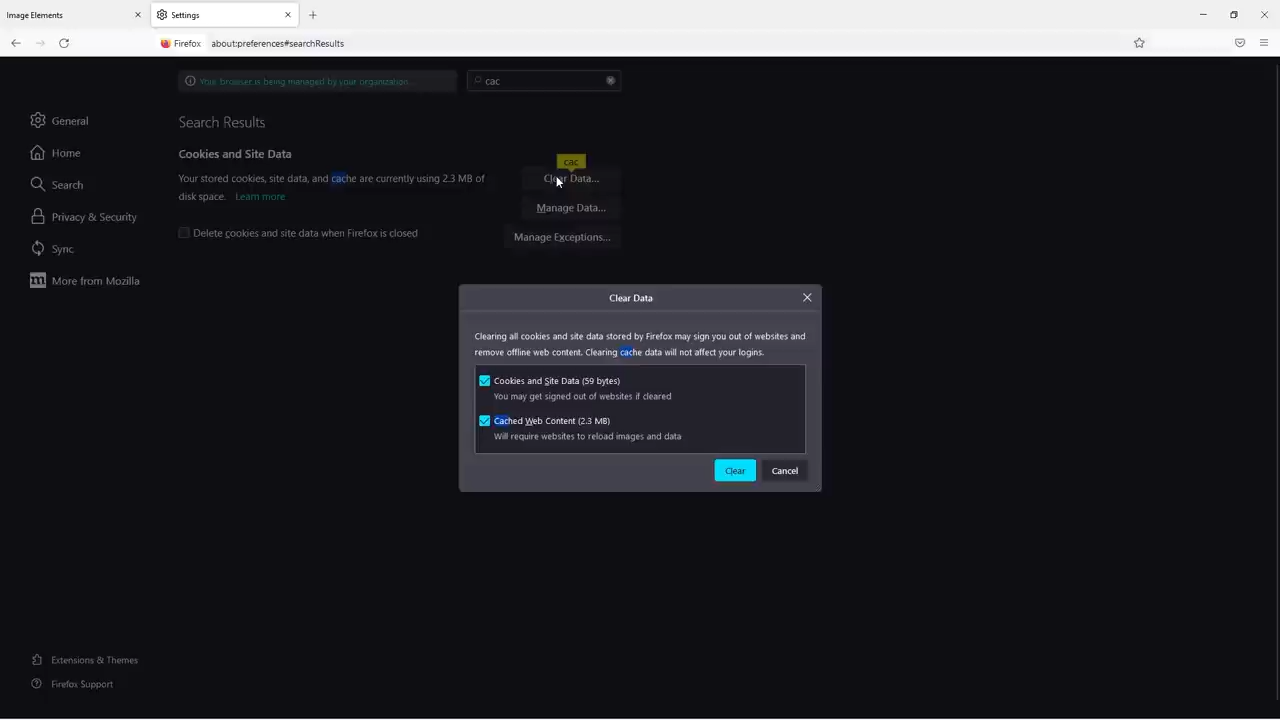 Image Elements
Settings
Firefox
about:preferences#searchResults
Your browser is being managed by your organization.
cac
General
Home
Search
Privacy & Security
Sync
More from Mozilla
Search Results
Cookies and Site Data
Your stored cookies, site data, and cache are currently using 2.3 MB of
disk space. Learn more
Delete cookies and site data when Firefox is closed
cac
Clear Data...
Manage Data...
Manage Exceptions...
Clear Data
Clearing all cookies and site data stored by Firefox may sign you out of websites and
remove offline web content. Clearing cache data will not affect your logins.
Cookies and Site Data (59 bytes)
You may get signed out of websites if cleared
Cached Web Content (2.3 MB)
Will require websites to reload images and data
Clear
Cancel
Extensions & Themes
Firefox Support